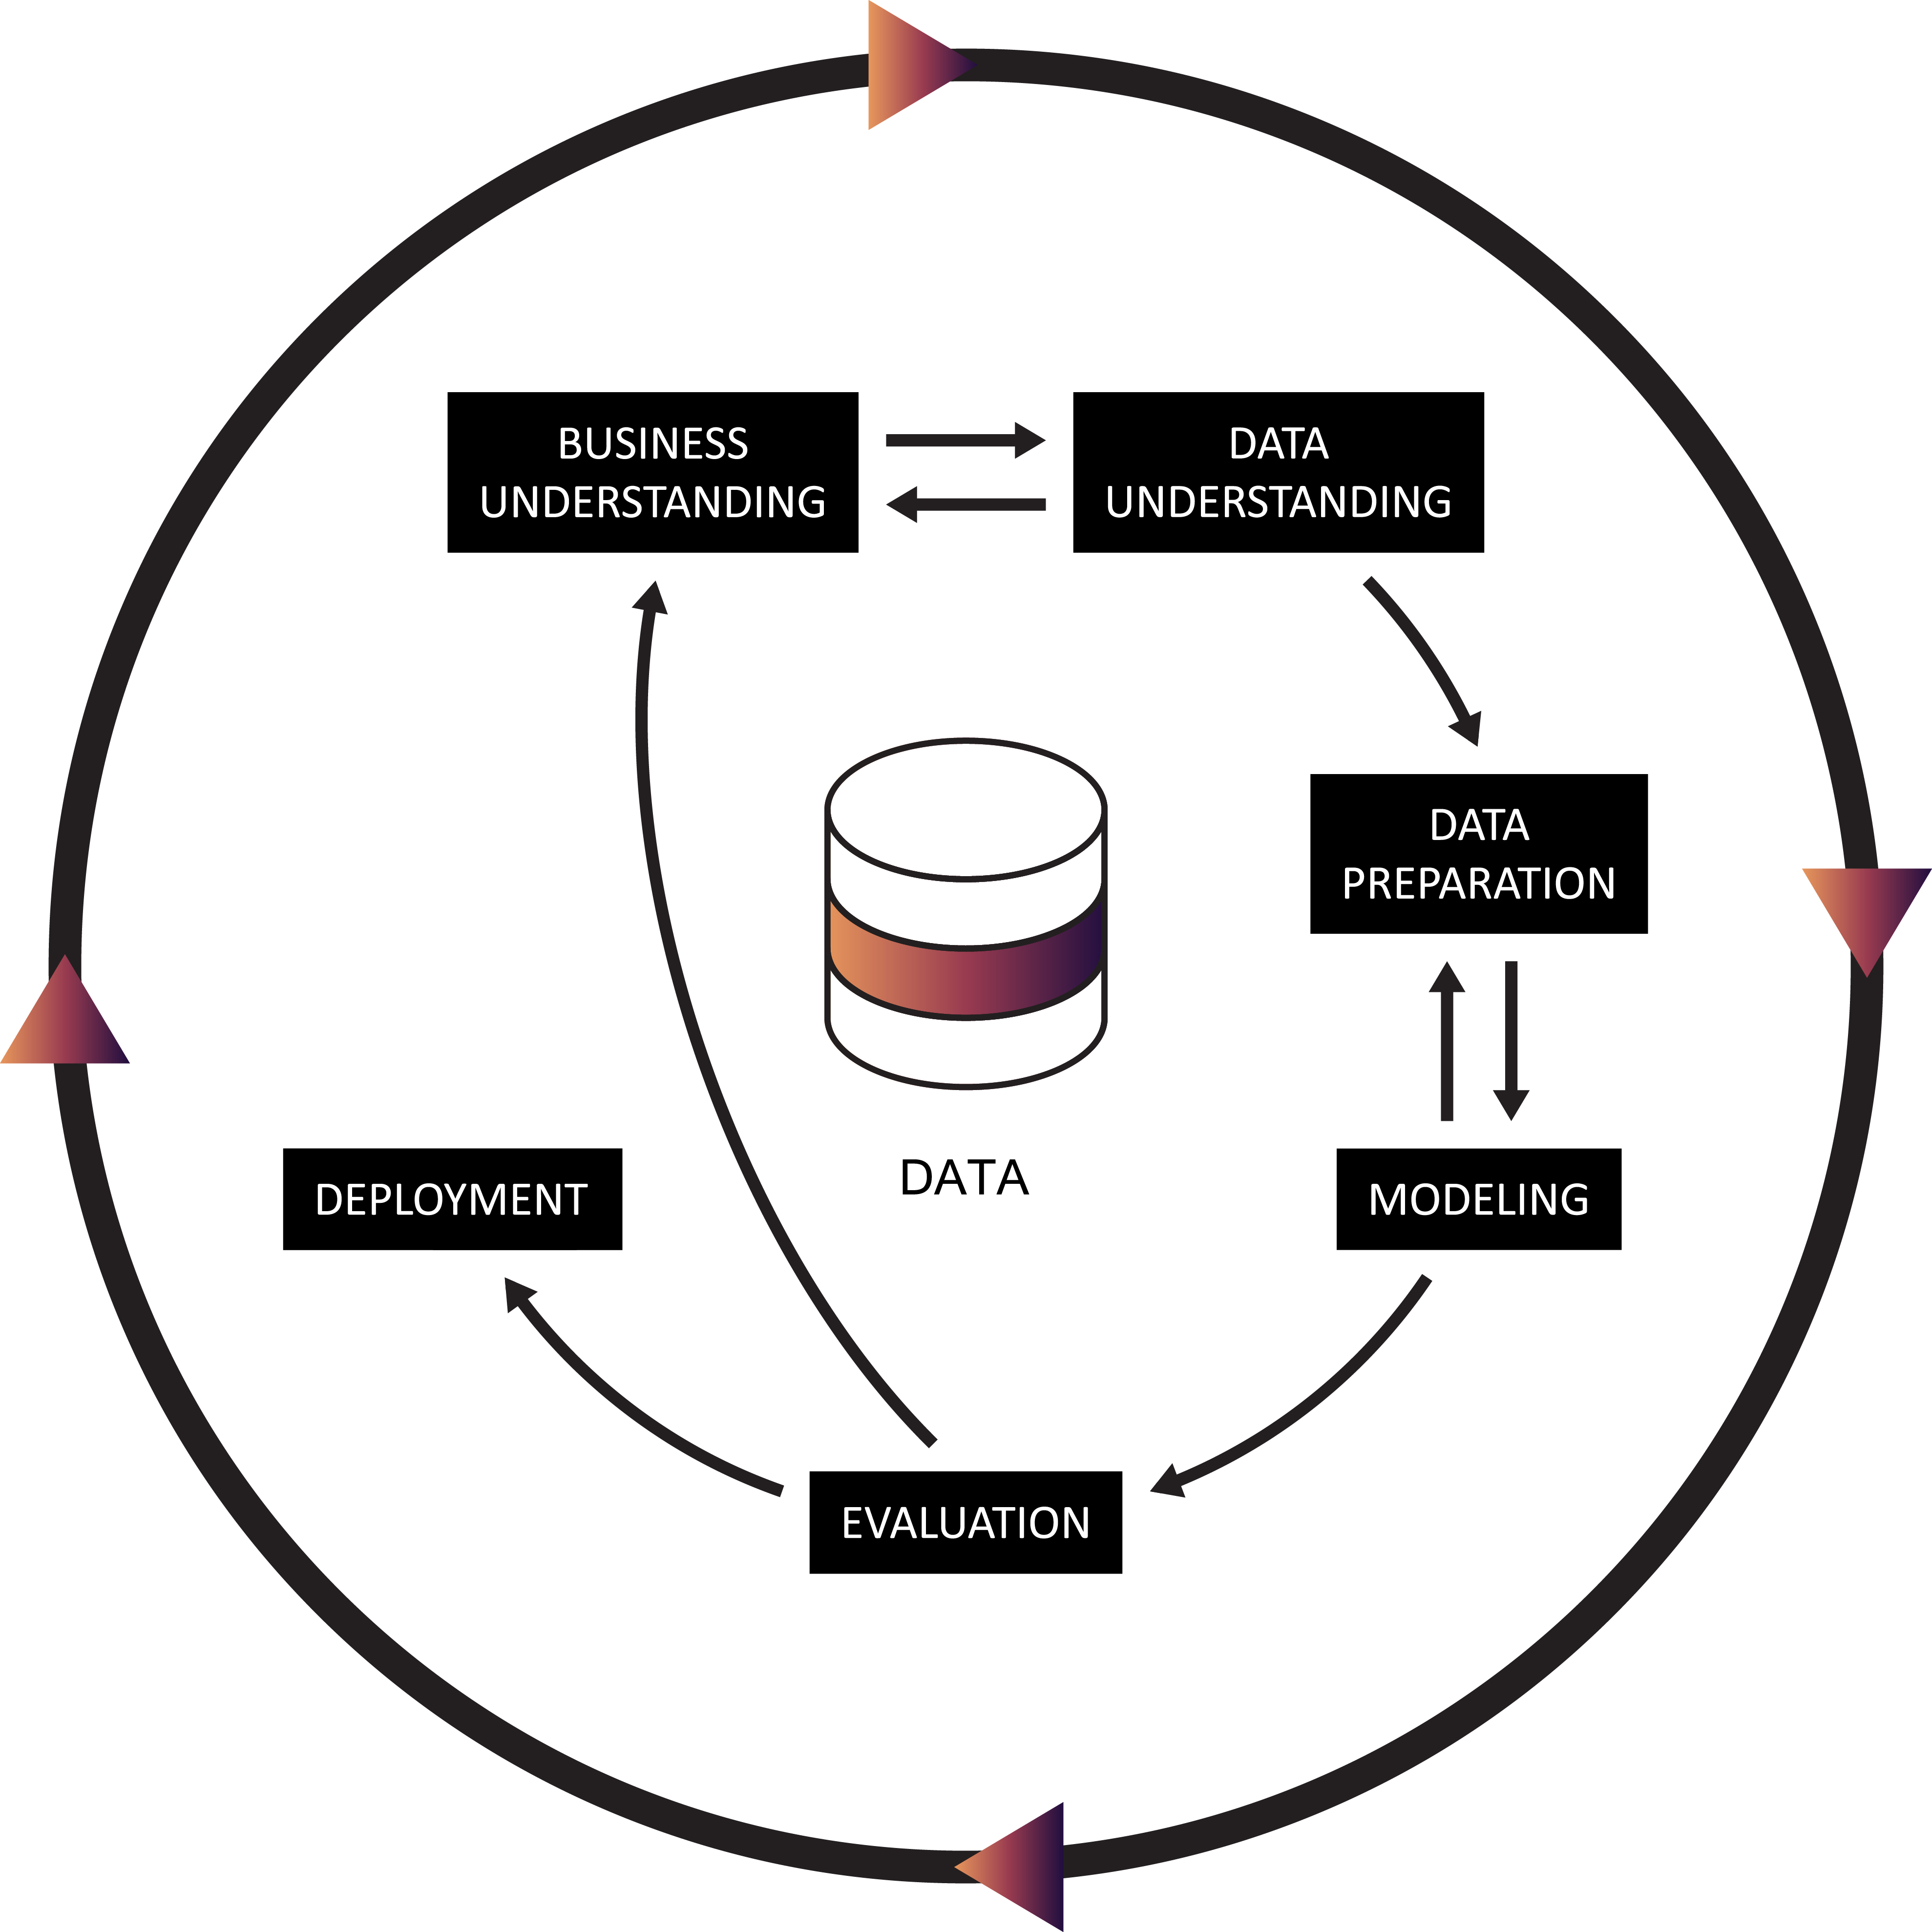 BUSINESS
UNDERSTANDING
DATA
UNDERSTANDING
DATA
PREPARATION
DATA
DEPLOYMENT
MODELING
EVALUATION